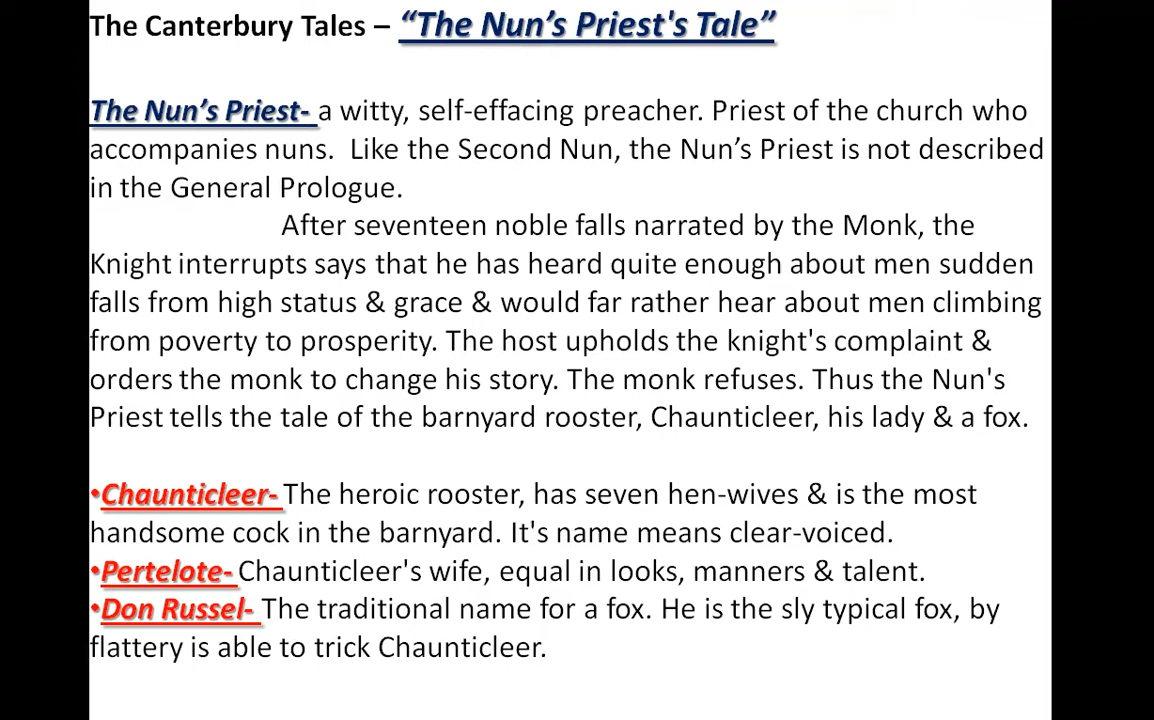 The Canterbury Tales – “The Nun’s Priest's Tale”
The Nun’s Priest- a witty, self-effacing preacher. Priest of the church who
accompanies nuns.  Like the Second Nun, the Nun’s Priest is not described
in the General Prologue.
After seventeen noble falls narrated by the Monk, the
Knight interrupts says that he has heard quite enough about men sudden
falls from high status & grace & would far rather hear about men climbing
from poverty to prosperity. The host upholds the knight's complaint &
orders the monk to change his story. The monk refuses. Thus the Nun's
Priest tells the tale of the barnyard rooster, Chaunticleer, his lady & a fox.
•Chaunticleer- The heroic rooster, has seven hen-wives & is the most
handsome cock in the barnyard. It's name means clear-voiced.
•Pertelote- Chaunticleer's wife, equal in looks, manners & talent.
•Don Russel- The traditional name for a fox. He is the sly typical fox, by
flattery is able to trick Chaunticleer.